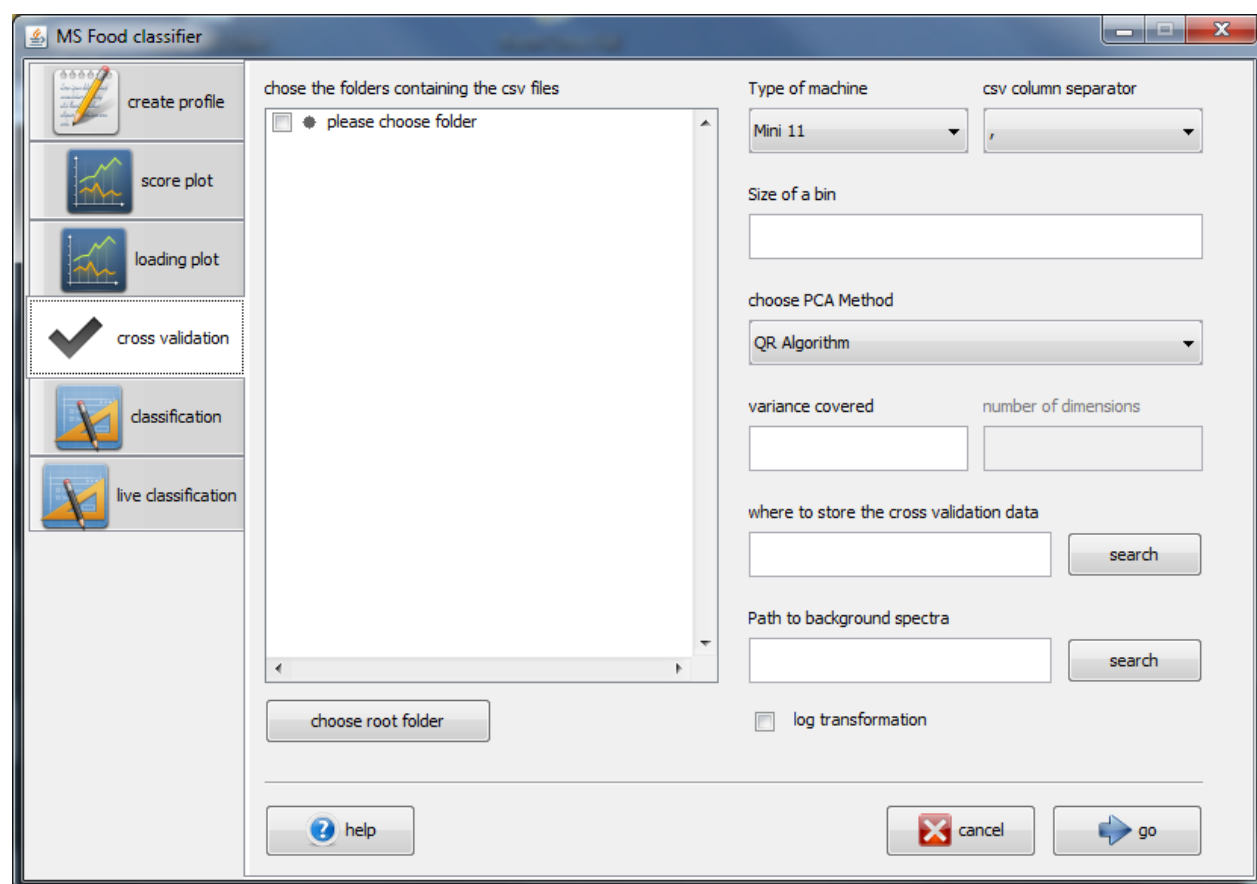 MS Food classifier
create profile
score plot
loading plot
cross validation
classification
live classification
chose the folders containing the csv files
please choose folder
choose root folder
Type of machine
csv column separator
Mini 11
,
Size of a bin
choose PCA Method
QR Algorithm
variance covered
number of dimensions
where to store the cross validation data
search
Path to background spectra
search
log transformation
help
cancel
go